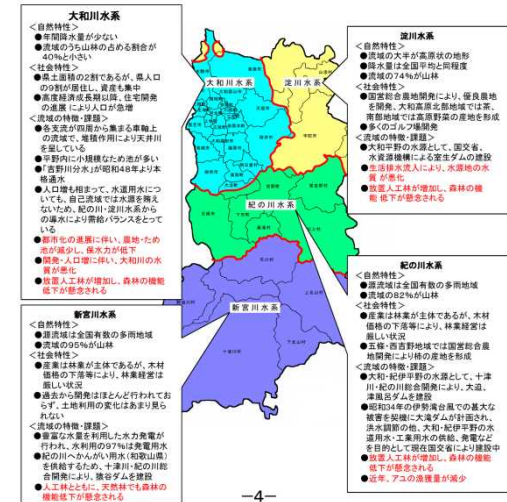 大和川水系
<自然特性>
●年間降水量が少ない
●流域のうち山林の占める割合が
40%と小さい
<社会特性>
●県土面積の2割であるが、県人口
の9割が居住し、資産も集中
●高度経済成長期以降、住宅開発
の進展により人口が急増
<流域の特徴・課題>
●各支流が四周から集まる車輪上
の流域で、堆積作用により天井川
を呈している
●平野内に小規模なため池が多い
●「吉野川分水」が昭和48年より本
格通水
●人口増も相まって、水道用水につ
いても、自己流域では水源を賄え
ないため、紀の川・淀川水系から
の導水により需給バランスをとって
いる
●都市化の進展に伴い、農地・ため
池が減少し、保水力が低下
●開発・人口増に伴い、大和川の水
質が悪化
●放置人工林が増加し、森林の機能
低下が懸念される
新宮川水系
<自然特性>
●源流域は全国有数の多雨地域
●流域の95%が山林
<社会特性>
●産業は林業が主体であるが、木材
価格の下落等により、林業経営は
厳しい状況
●過去から開発はほとんど行われてお
らず、土地利用の変化はあまり見ら
れない
<流域の特徴・課題>
●豊富な水量を利用した水力発電が
行われ、水利用の97%は発電用水
●紀の川へかんがい用水(和歌山県)
を供給するため、十津川・紀の川総
合開発により、猿谷ダムを建設
●人工林とともに、天然林でも森林の
機能低下が懸念される
大和川水系
淀川水系
紀の川水系
新宮川水系
淀川水系
<自然特性>
●流域の大半が高原状の地形
●降水量は全国平均と同程度
●流域の74%が山林
<社会特性>
●国営総合農地開発により、優良農地
を開発、大和高原北部地域では茶、
南部地域では高原野菜の産地を形成
●多くのゴルフ場開発
<流域の特徴・課題>
●大和平野の水源として、国交省、
水資源機構による室生ダムの建設
●生活排水流入により、水源地の水
質が悪化
●放置人工林が増加し、森林の機
能 低下が懸念される
紀の川水系
<自然特性>
●源流域は全国有数の多雨地域
●流域の82%が山林
<社会特性>
●産業は林業が主体であるが、木材
価格の下落等により、林業経営は
厳しい状況
●五條・西吉野地域では国営総合農
地開発により柿の産地を形成
<流域の特徴・課題>
●大和・紀伊平野の水源として、十津
川・紀の川総合開発により、大迫、
津風呂ダムを建設
●昭和34年の伊勢湾台風での甚大な
被害を契機に大滝ダムが計画され、
洪水調節の他、大和・紀伊平野の水
道用水・工業用水の供給、発電など
を目的として現在国交省により建設中
●放置人工林が増加し、森林の機能
低下が懸念される
●近年、アユの漁獲量が減少
－4－